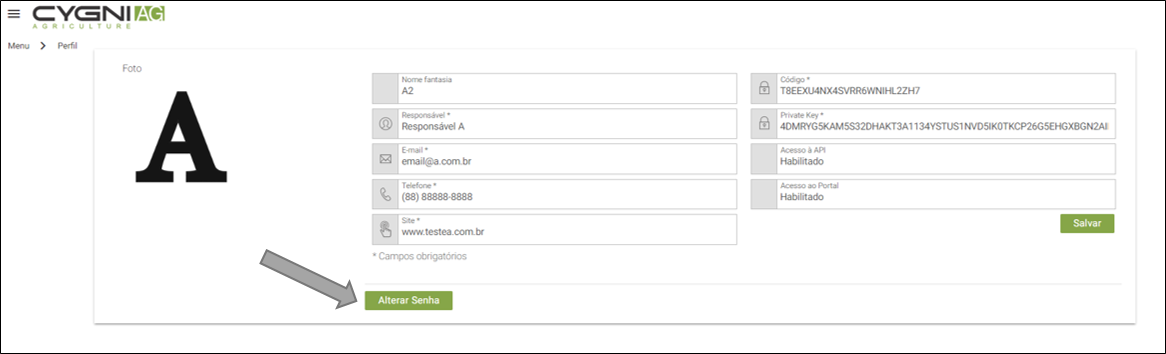 CYGNI AG
AGRICULTURE
Menu > Perfil
Foto
A
Nome fantasia
A2
Responsável *
Responsável A
E-mail *
email@a.com.br
Telefone *
(88) 88888-8888
Site *
www.testea.com.br
* Campos obrigatórios
Código *
T8EEXU4NX4SVRR6WNIHL2ZH7
Private Key *
4DMRYG5KAM5S32DHAKT3A1134YSTUS1NVD5IK0TKCP26G5EHGXBGN2AI
Acesso à API
Habilitado
Acesso ao Portal
Habilitado
Salvar
Alterar Senha